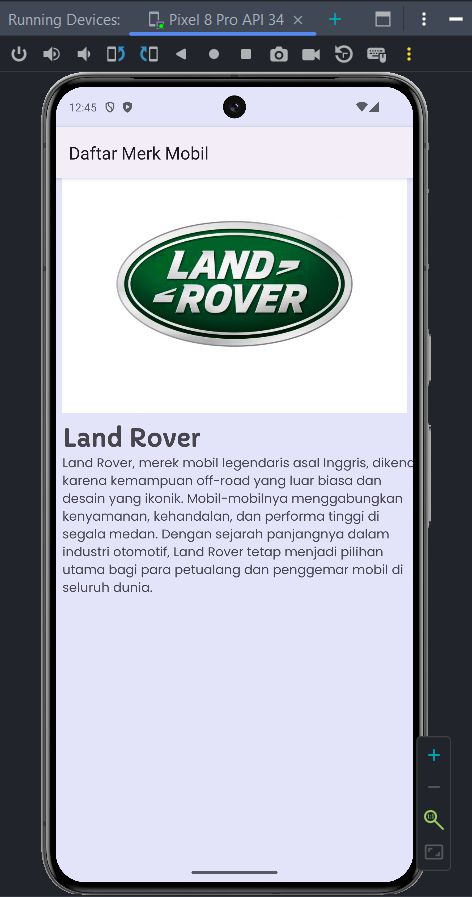 Running Devices: Pixel 8 Pro API 34
12:45
Daftar Merk Mobil
LAND
ROVER
Land Rover
Land Rover, merek mobil legendaris asal Inggris, dikena
karena kemampuan off-road yang luar biasa dan
desain yang ikonik. Mobil-mobilnya menggabungkan
kenyamanan, kehandalan, dan performa tinggi di
segala medan. Dengan sejarah panjangnya dalam
industri otomotif, Land Rover tetap menjadi pilihan
utama bagi para petualang dan penggemar mobil di
seluruh dunia.